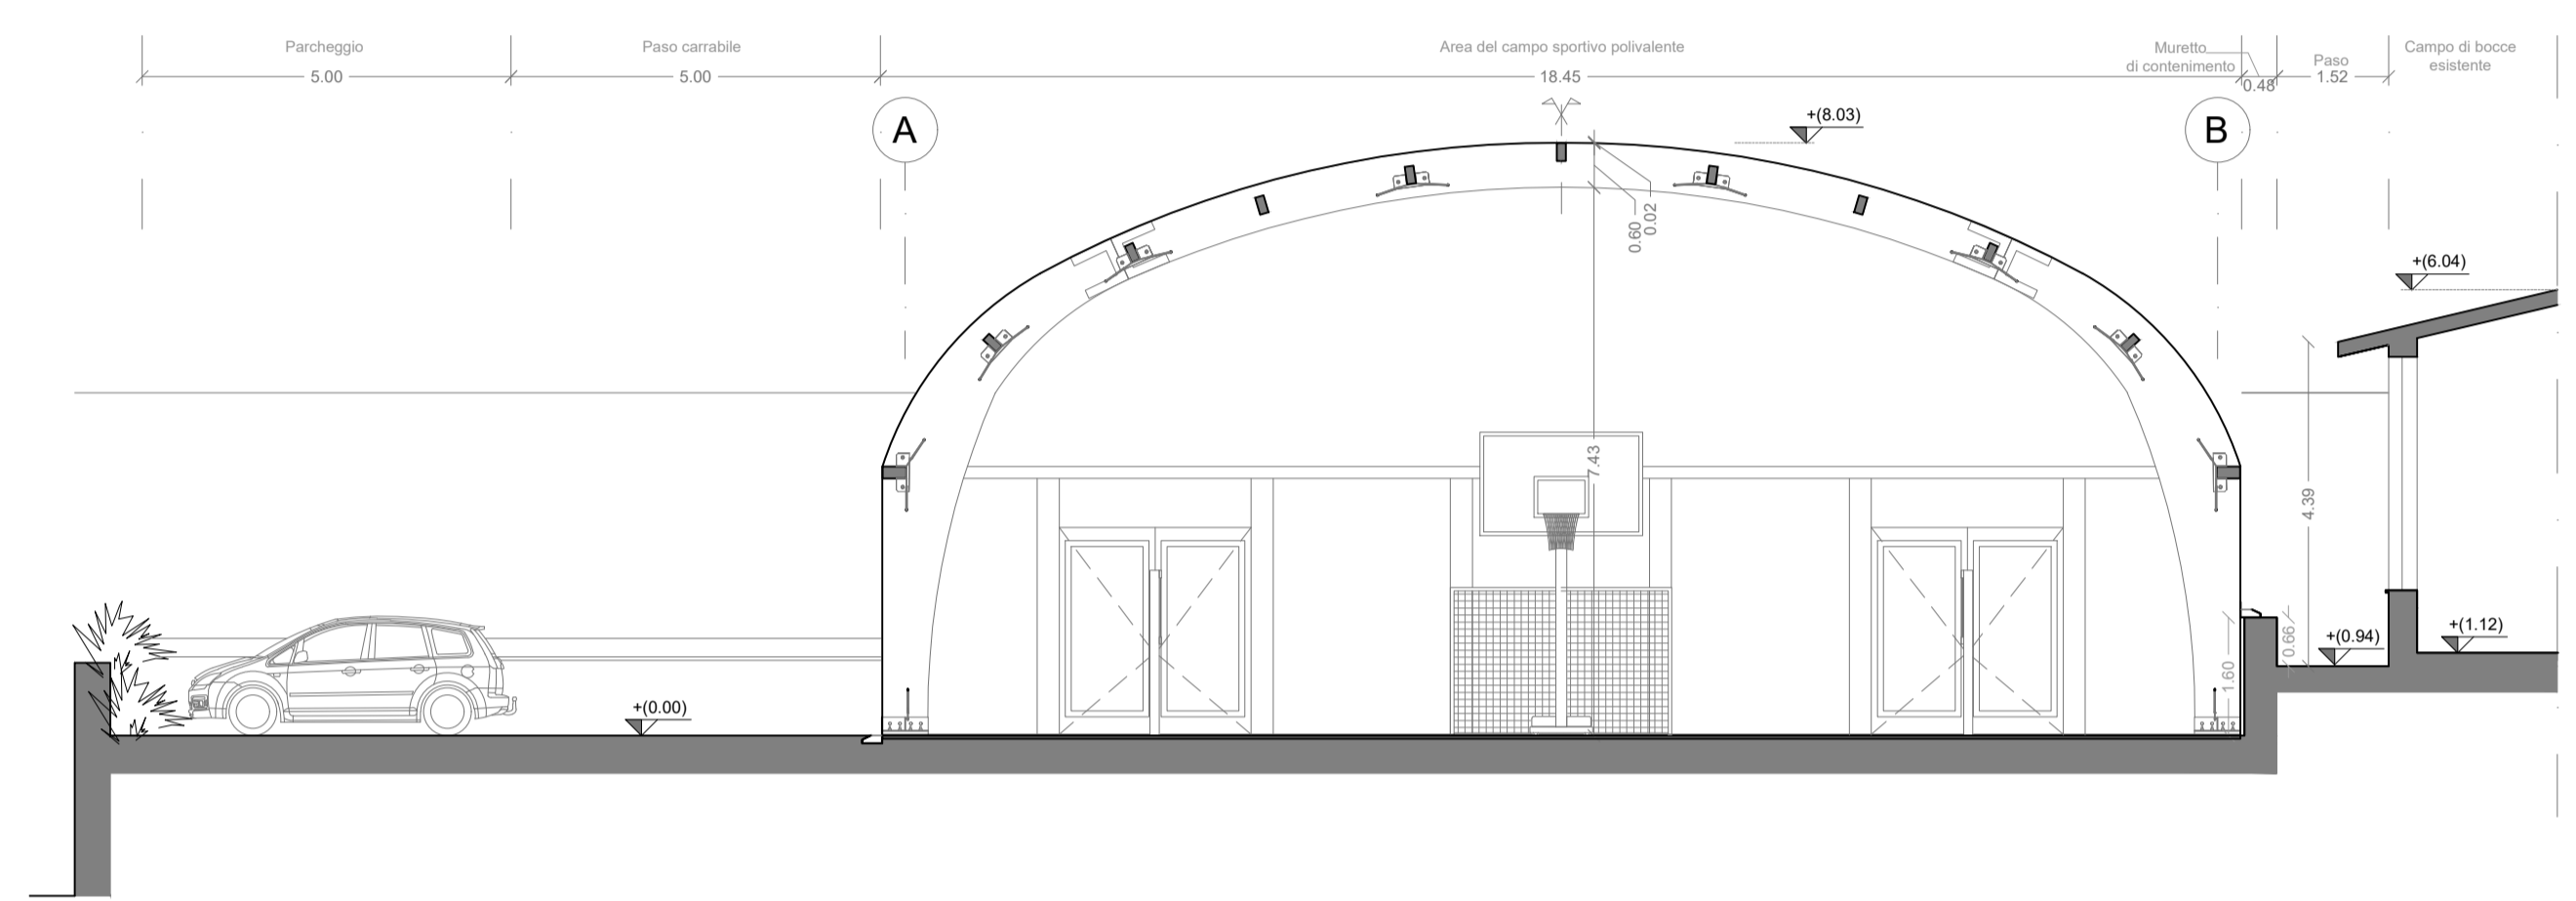 Parcheggio
5.00
Paso carrabile
5.00
Area del campo sportivo polivalente
18.45
Muretto
di contenimento
0.48
Paso
1.52
Campo di bocce
esistente
A
B
+(8.03)
0.60
0.02
+(6.04)
7.43
4.39
+(0.00)
1.60
0.66
+(0.94)
+(1.12)